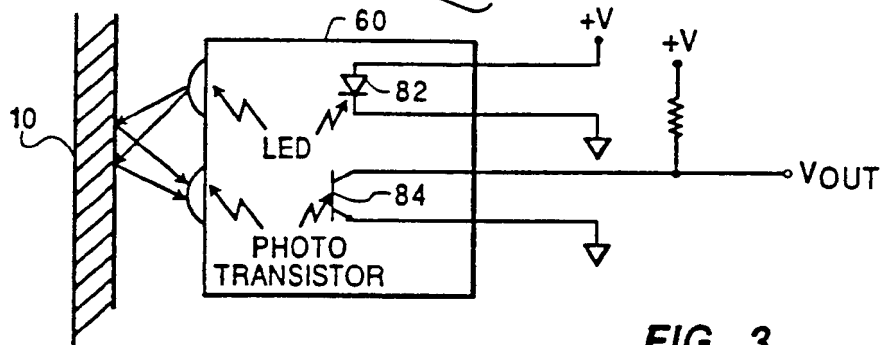 60
+V
+V
82
10
LED
84
VOUT
PHOTO
TRANSISTOR
FIG. 3